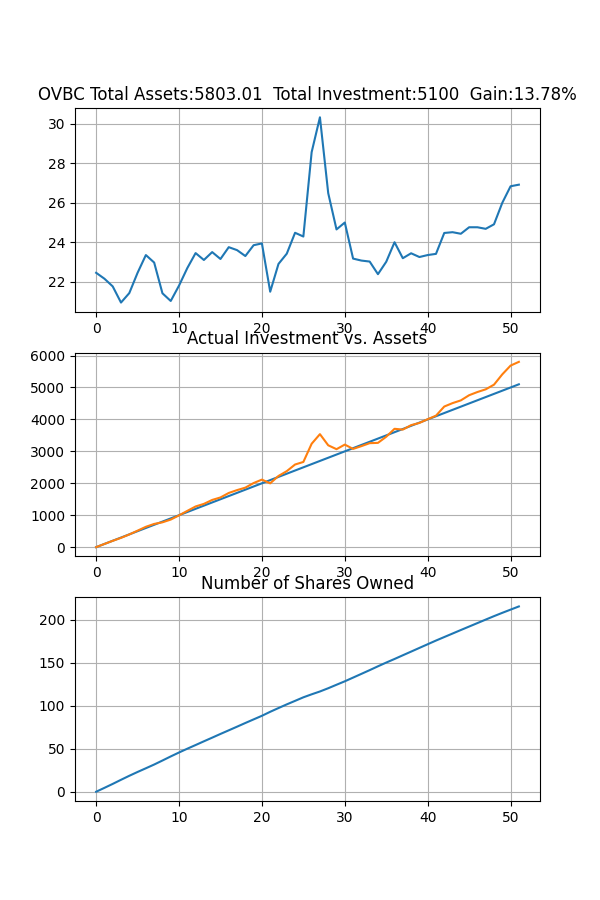 OVBC Total Assets:5803.01  Total Investment:5100  Gain:13.78%
30
28
26
24
22
0 10 20 30 40 50
Actual Investment vs. Assets
6000
5000
4000
3000
2000
1000
0
0 10 20 30 40 50
Number of Shares Owned
200
150
100
50
0
0 10 20 30 40 50